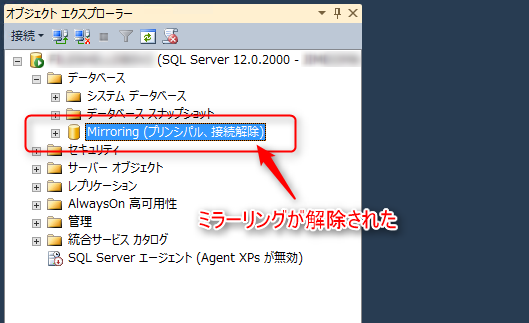 オブジェクト エクスプローラー
接続
(SQL Server 12.0.2000 -
データベース
システム データベース
データベース スナップショット
Mirroring (プリンシパル、接続解除)
セキュリティ
サーバー オブジェクト
レプリケーション
AlwaysOn 高可用性
管理
統合サービス カタログ
SQL Server エージェント (Agent XPs が無効)
ミラーリングが解除された